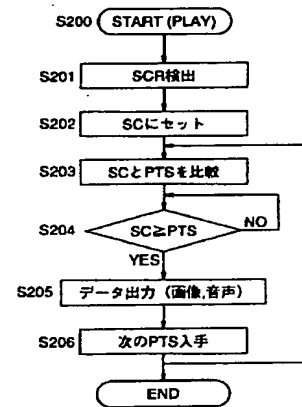 S200 START (PLAY)
S201 SCR検出
S202 SCにセット
S203 SCとPTSを比較
S204 SC≧PTS NO
YES
S205 データ出力 (画像,音声)
S206 次のPTS入手
END